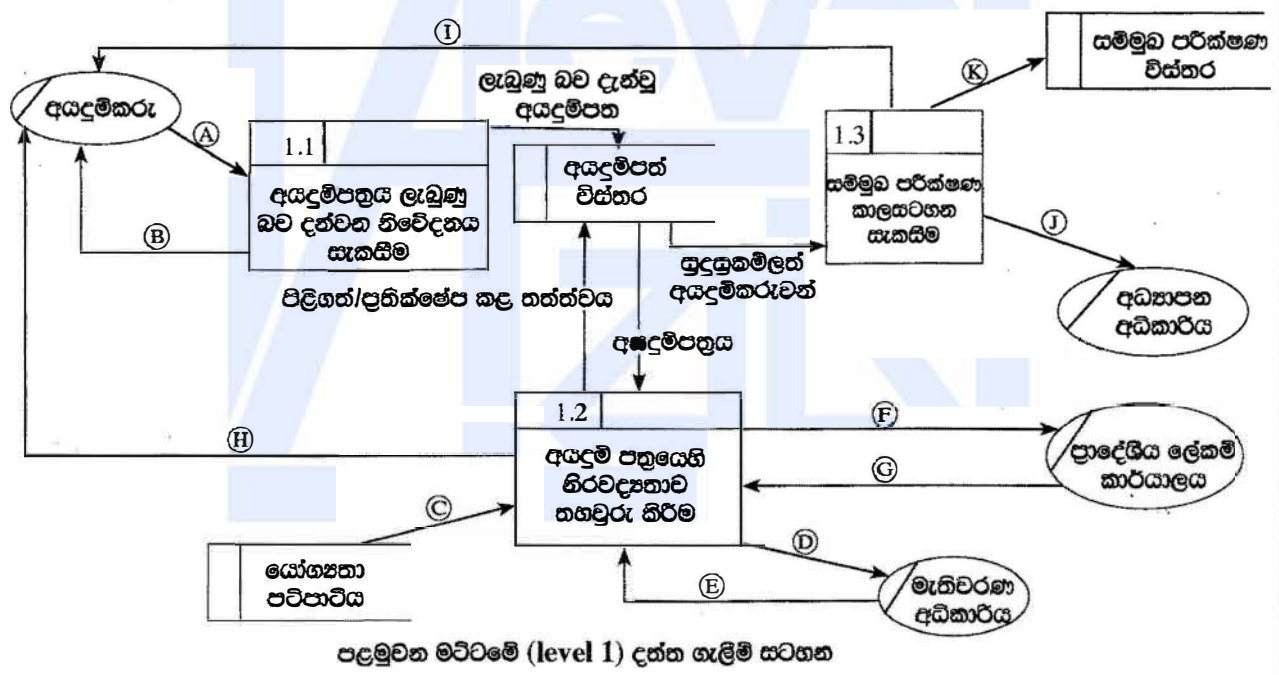 Ⓘ
සම්මුඛ පරීක්ෂණ
විස්තර
Ⓚ
අයදුම්කරු
Ⓐ
ලැබුණු බව දැන්වූ
අයදුම්පත
1.1
අයදුම්පත්‍රය ලැබුණු
බව දන්වන නිවේදනය
සැකසීම
Ⓑ
අයදුම්පත්
විස්තර
1.3
සම්මුඛ පරීක්ෂණ
කාලසටහන
සැකසීම
Ⓙ
සුදුසුකම්ලත්
අයදුම්කරුවන්
පිළිගත්/ප්‍රතික්ෂේප කළ තත්ත්වය
අධ්‍යාපන
අධිකාරිය
අයදුම්පත්‍රය
1.2
අයදුම් පත්‍රයෙහි
නිරවද්‍යතාව
තහවුරු කිරීම
Ⓗ
Ⓕ
ප්‍රාදේශීය ලේකම්
කාර්යාලය
Ⓖ
Ⓒ
යෝග්‍යතා
පටිපාටිය
Ⓓ
Ⓔ
මැතිවරණ
අධිකාරිය
පළමුවන මට්ටමේ (level 1) දත්ත ගැලීම් සටහන